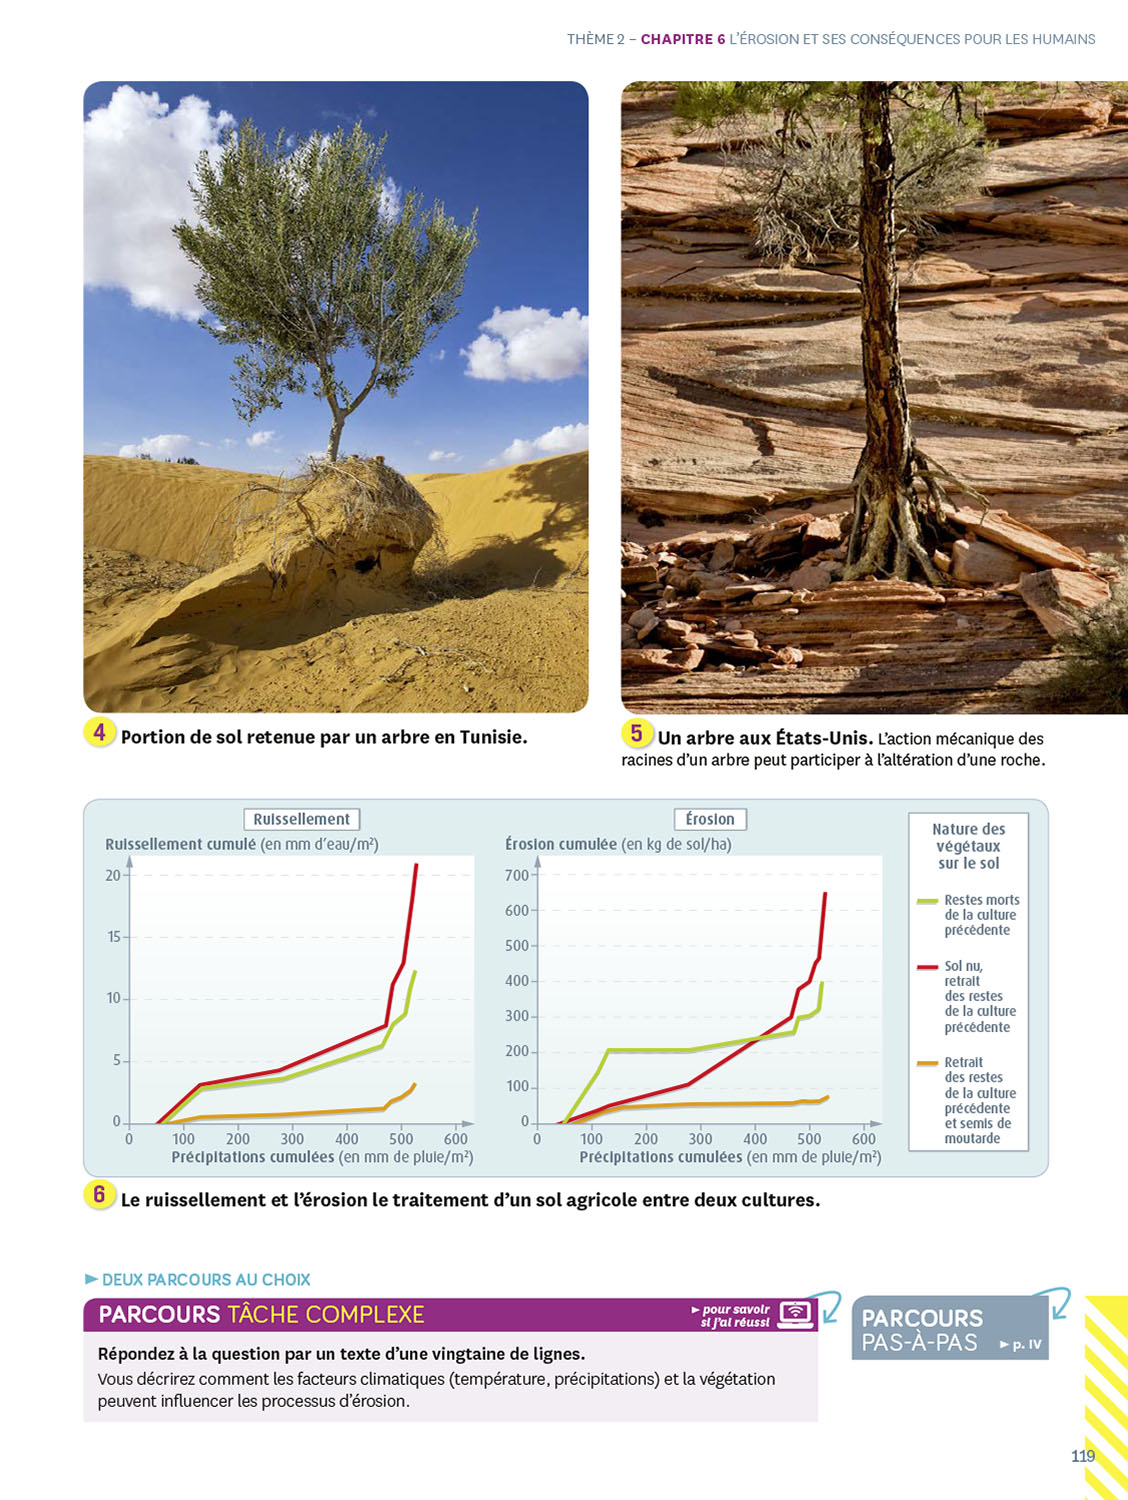 THÈME 2 – CHAPITRE 6 L'ÉROSION ET SES CONSÉQUENCES POUR LES HUMAINS
4 Portion de sol retenue par un arbre en Tunisie.
5 Un arbre aux États-Unis. L'action mécanique des
racines d'un arbre peut participer à l'altération d'une roche.
Ruissellement
Ruissellement cumulé (en mm d'eau/m²)
20
15
10
5
0
0 100 200 300 400 500 600
Précipitations cumulées (en mm de pluie/m²)
Érosion
Érosion cumulée (en kg de sol/ha)
700
600
500
400
300
200
100
0
0 100 200 300 400 500 600
Précipitations cumulées (en mm de pluie/m²)
Nature des
végétaux
sur le sol
Restes morts
de la culture
précédente
Sol nu,
retrait
des restes
de la culture
précédente
Retrait
des restes
de la culture
précédente
et semis de
moutarde
6 Le ruissellement et l'érosion le traitement d'un sol agricole entre deux cultures.
► DEUX PARCOURS AU CHOIX
PARCOURS TÂCHE COMPLEXE
► pour savoir
si j'ai réussi
Répondez à la question par un texte d'une vingtaine de lignes.
Vous décrirez comment les facteurs climatiques (température, précipitations) et la végétation
peuvent influencer les processus d'érosion.
PARCOURS
PAS-À-PAS ► p. IV
119